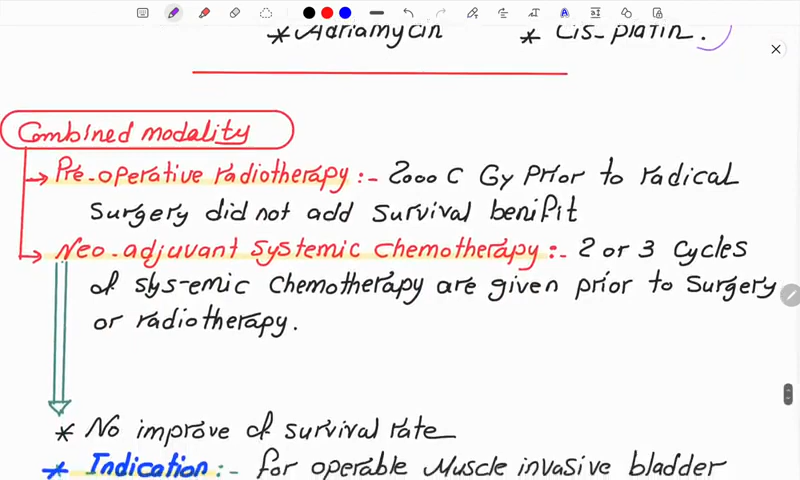 * Adriamycin * Cis-platin.
Combined modality
Pre-operative radiotherapy :- 2000 C Gy Prior to radical
Surgery did not add survival benifit
Neo-adjuvant systemic chemotherapy :- 2 or 3 cycles
of systemic chemotherapy are given prior to surgery
or radiotherapy.
* No improve of survival rate
* Indication :- for operable Muscle invasive bladder